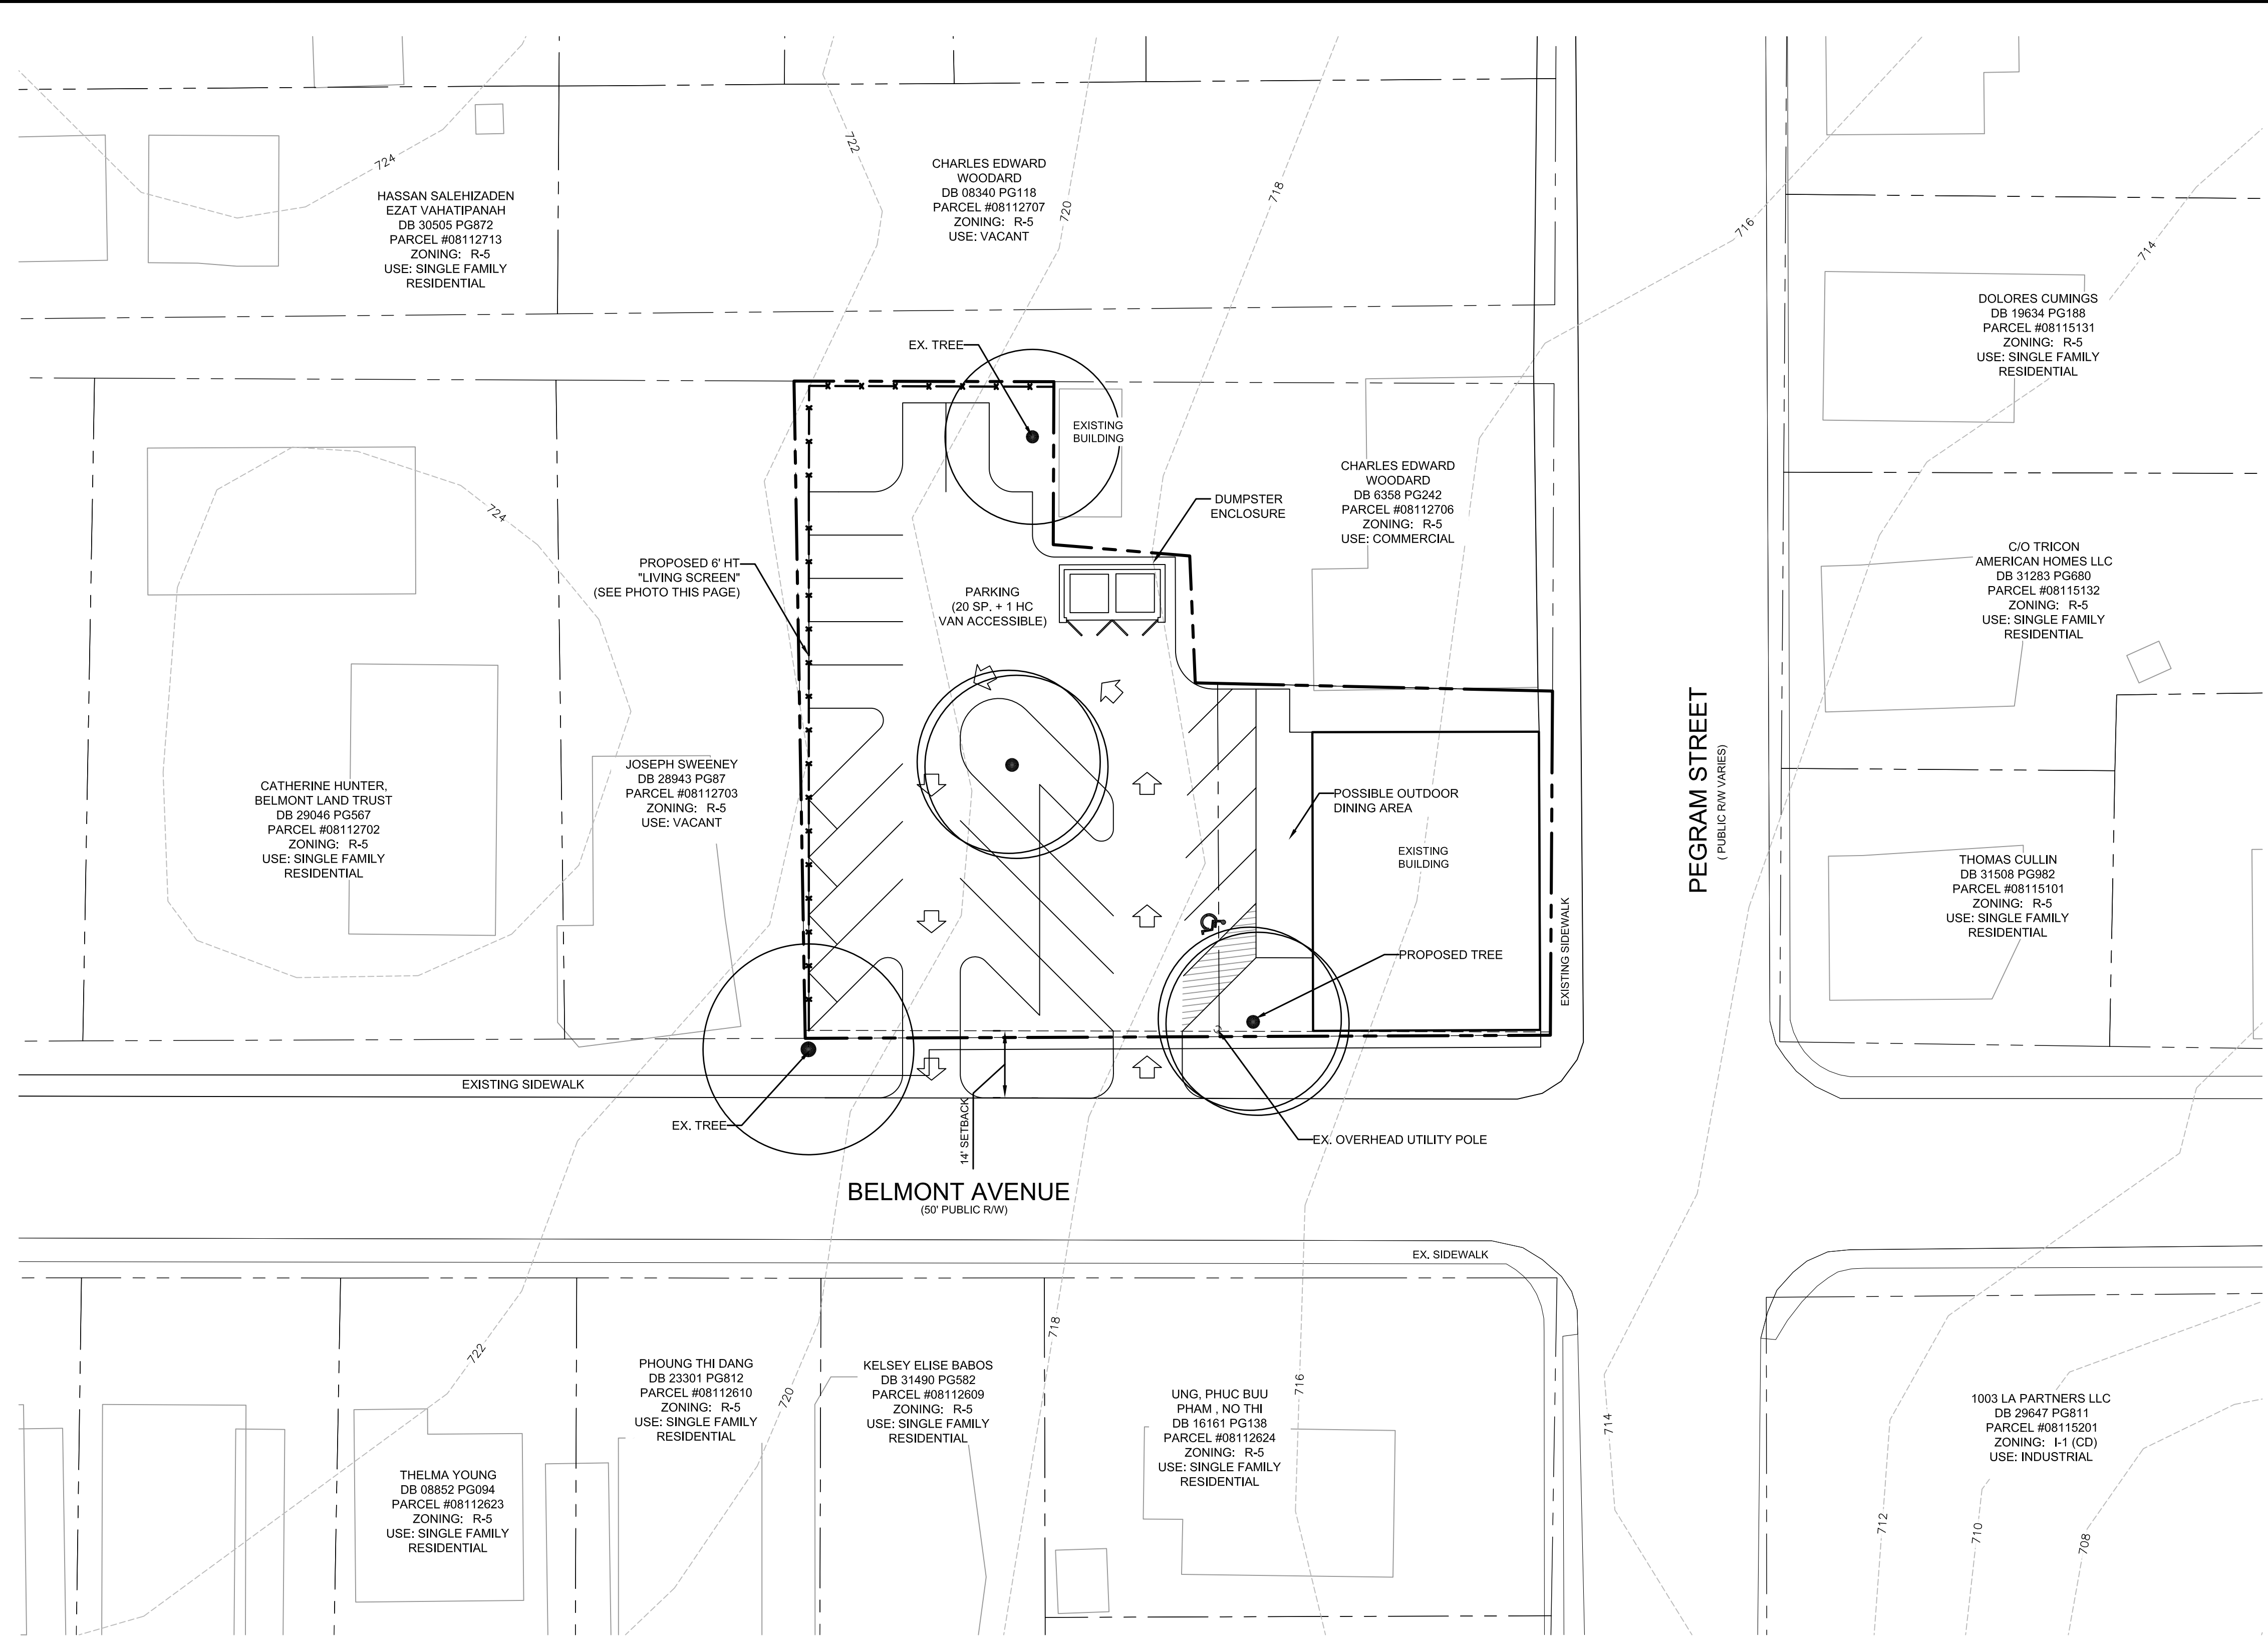 724
722
720
718
716
714
HASSAN SALEHIZADEN
EZAT VAHATIPANAH
DB 30505 PG872
PARCEL #08112713
ZONING: R-5
USE: SINGLE FAMILY
RESIDENTIAL
CHARLES EDWARD
WOODARD
DB 08340 PG118
PARCEL #08112707
ZONING: R-5
USE: VACANT
DOLORES CUMINGS
DB 19634 PG188
PARCEL #08115131
ZONING: R-5
USE: SINGLE FAMILY
RESIDENTIAL
EX. TREE
EXISTING
BUILDING
DUMPSTER
ENCLOSURE
CHARLES EDWARD
WOODARD
DB 6358 PG242
PARCEL #08112706
ZONING: R-5
USE: COMMERCIAL
724
PROPOSED 6' HT
"LIVING SCREEN"
(SEE PHOTO THIS PAGE)
PARKING
(20 SP. + 1 HC
VAN ACCESSIBLE)
C/O TRICON
AMERICAN HOMES LLC
DB 31283 PG680
PARCEL #08115132
ZONING: R-5
USE: SINGLE FAMILY
RESIDENTIAL
CATHERINE HUNTER,
BELMONT LAND TRUST
DB 29046 PG567
PARCEL #08112702
ZONING: R-5
USE: SINGLE FAMILY
RESIDENTIAL
JOSEPH SWEENEY
DB 28943 PG87
PARCEL #08112703
ZONING: R-5
USE: VACANT
POSSIBLE OUTDOOR
DINING AREA
EXISTING
BUILDING
PEGRAM STREET
( PUBLIC R/W VARIES)
THOMAS CULLIN
DB 31508 PG982
PARCEL #08115101
ZONING: R-5
USE: SINGLE FAMILY
RESIDENTIAL
PROPOSED TREE
EXISTING SIDEWALK
EXISTING SIDEWALK
EX. TREE
14' SETBACK
EX. OVERHEAD UTILITY POLE
BELMONT AVENUE
(50' PUBLIC R/W)
EX. SIDEWALK
722
720
718
716
714
712
710
708
THELMA YOUNG
DB 08852 PG094
PARCEL #08112623
ZONING: R-5
USE: SINGLE FAMILY
RESIDENTIAL
PHOUNG THI DANG
DB 23301 PG812
PARCEL #08112610
ZONING: R-5
USE: SINGLE FAMILY
RESIDENTIAL
KELSEY ELISE BABOS
DB 31490 PG582
PARCEL #08112609
ZONING: R-5
USE: SINGLE FAMILY
RESIDENTIAL
UNG, PHUC BUU
PHAM , NO THI
DB 16161 PG138
PARCEL #08112624
ZONING: R-5
USE: SINGLE FAMILY
RESIDENTIAL
1003 LA PARTNERS LLC
DB 29647 PG811
PARCEL #08115201
ZONING: I-1 (CD)
USE: INDUSTRIAL